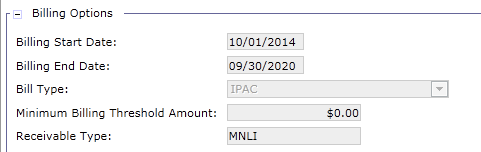 Billing Options
Billing Start Date: 10/01/2014
Billing End Date: 09/30/2020
Bill Type: IPAC
Minimum Billing Threshold Amount: $0.00
Receivable Type: MNLI